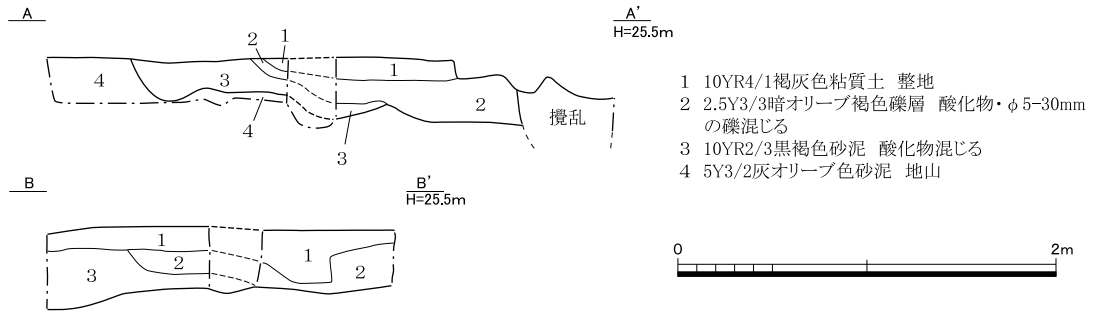 A
A’
H=25.5m
2
1
4
3
1
2
4
3
攪乱
B
B’
H=25.5m
1
3
2
1
2
1 10YR4/1褐灰色粘質土 整地
2 2.5Y3/3暗オリーブ褐色礫層 酸化物・φ5-30mm
の礫混じる
3 10YR2/3黒褐色砂泥 酸化物混じる
4 5Y3/2灰オリーブ色砂泥 地山
0
2m